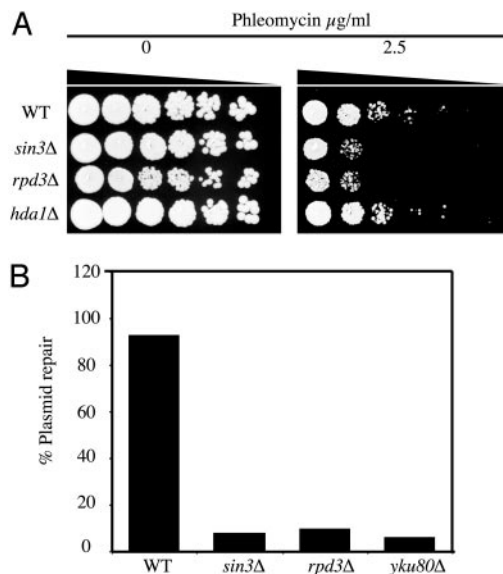 A
Phleomycin µg/ml
0
2.5
WT
sin3Δ
rpd3Δ
hda1Δ
B
% Plasmid repair
120
100
80
60
40
20
0
WT
sin3Δ
rpd3Δ
yku80Δ